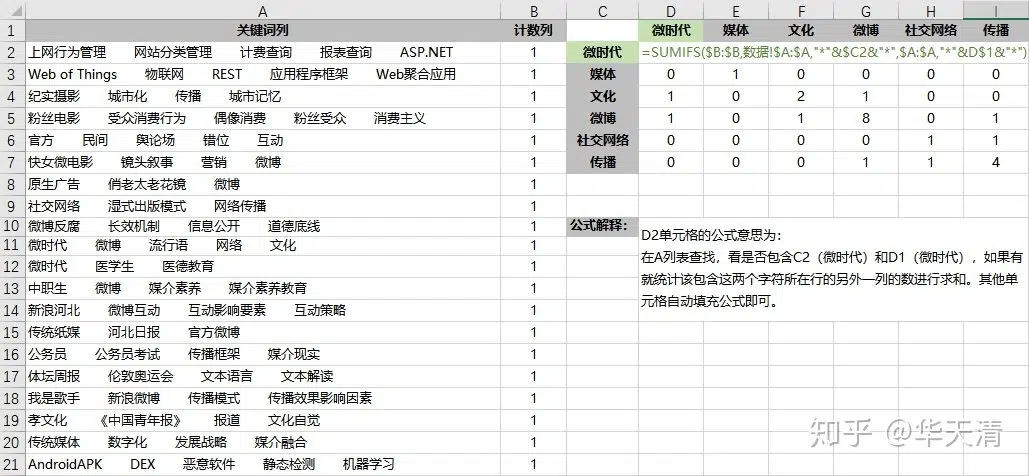 A B C D E F G H I
1 关键词列 计数列 微时代 媒体 文化 微博 社交网络 传播
2 上网行为管理 网站分类管理 计费查询 报表查询 ASP.NET 1 微时代 =SUMIFS($B:$B,数据!$A:$A,"*"&$C2&"*",$A:$A,"*"&D$1&"*")
3 Web of Things 物联网 REST 应用程序框架 Web聚合应用 1 媒体 0 1 0 0 0 0
4 纪实摄影 城市化 传播 城市记忆 1 文化 1 0 2 1 0 0
5 粉丝电影 受众消费行为 偶像消费 粉丝受众 消费主义 1 微博 1 0 1 8 0 1
6 官方 民间 舆论场 错位 互动 1 社交网络 0 0 0 0 1 1
7 快女微电影 镜头叙事 营销 微博 1 传播 0 0 0 1 1 4
8 原生广告 俏老太老花镜 微博 1
9 社交网络 湿式出版模式 网络传播 1
10 微博反腐 长效机制 信息公开 道德底线 1 公式解释：
D2单元格的公式意思为：
11 微时代 微博 流行语 网络 文化 1
在A列表查找，看是否包含C2（微时代）和D1（微时代），如果有
12 微时代 医学生 医德教育 1
就统计该包含这两个字符所在行的另外一列的数进行求和。其他单
13 中职生 微博 媒介素养 媒介素养教育 1
元格自动填充公式即可。
14 新浪河北 微博互动 互动影响要素 互动策略 1
15 传统纸媒 河北日报 官方微博 1
16 公务员 公务员考试 传播框架 媒介现实 1
17 体坛周报 伦敦奥运会 文本语言 文本解读 1
18 我是歌手 新浪微博 传播模式 传播效果影响因素 1
19 孝文化 《中国青年报》 报道 文化自觉 1
20 传统媒体 数字化 发展战略 媒介融合 1
21 AndroidAPK DEX 恶意软件 静态检测 机器学习 1
知乎 @华天清